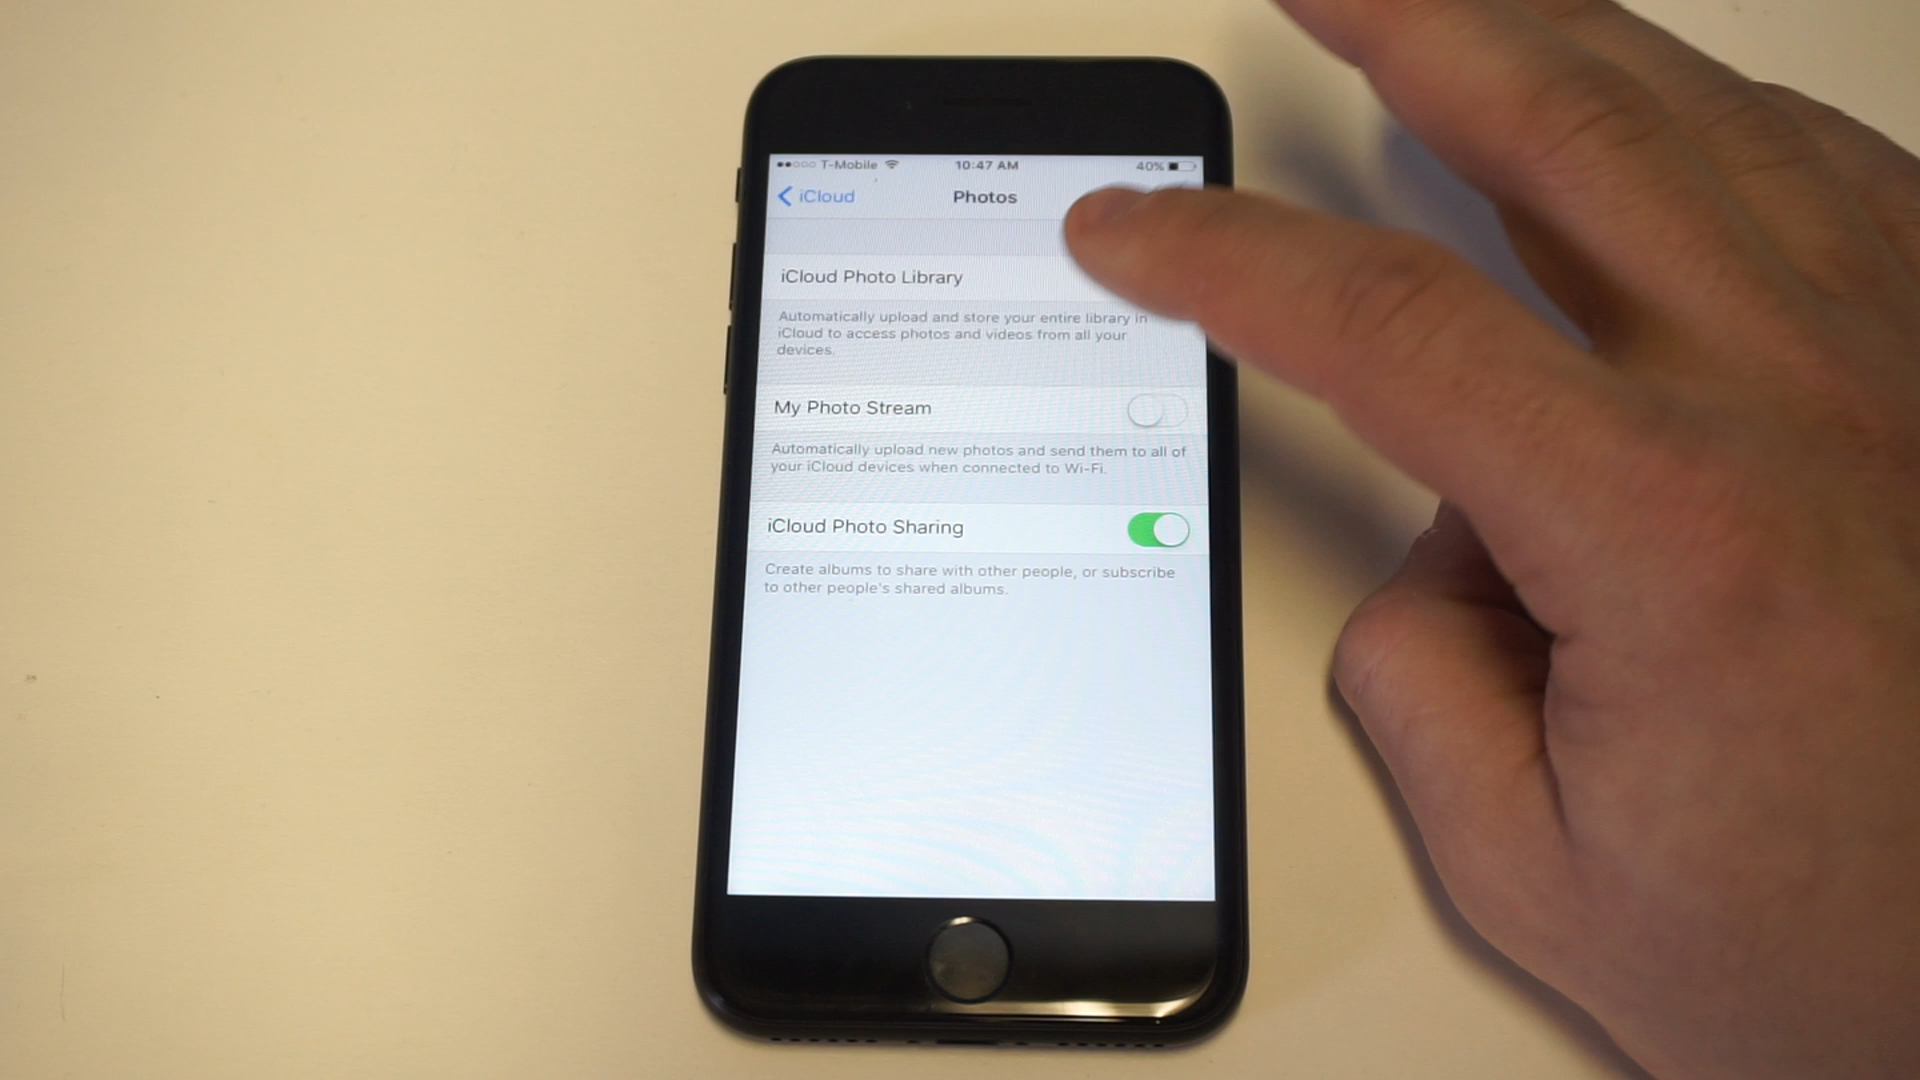 T-Mobile 10:47 AM 40%
iCloud Photos
iCloud Photo Library
Automatically upload and store your entire library in
iCloud to access photos and videos from all your
devices.
My Photo Stream
Automatically upload new photos and send them to all of
your iCloud devices when connected to Wi-Fi.
iCloud Photo Sharing
Create albums to share with other people, or subscribe
to other people's shared albums.